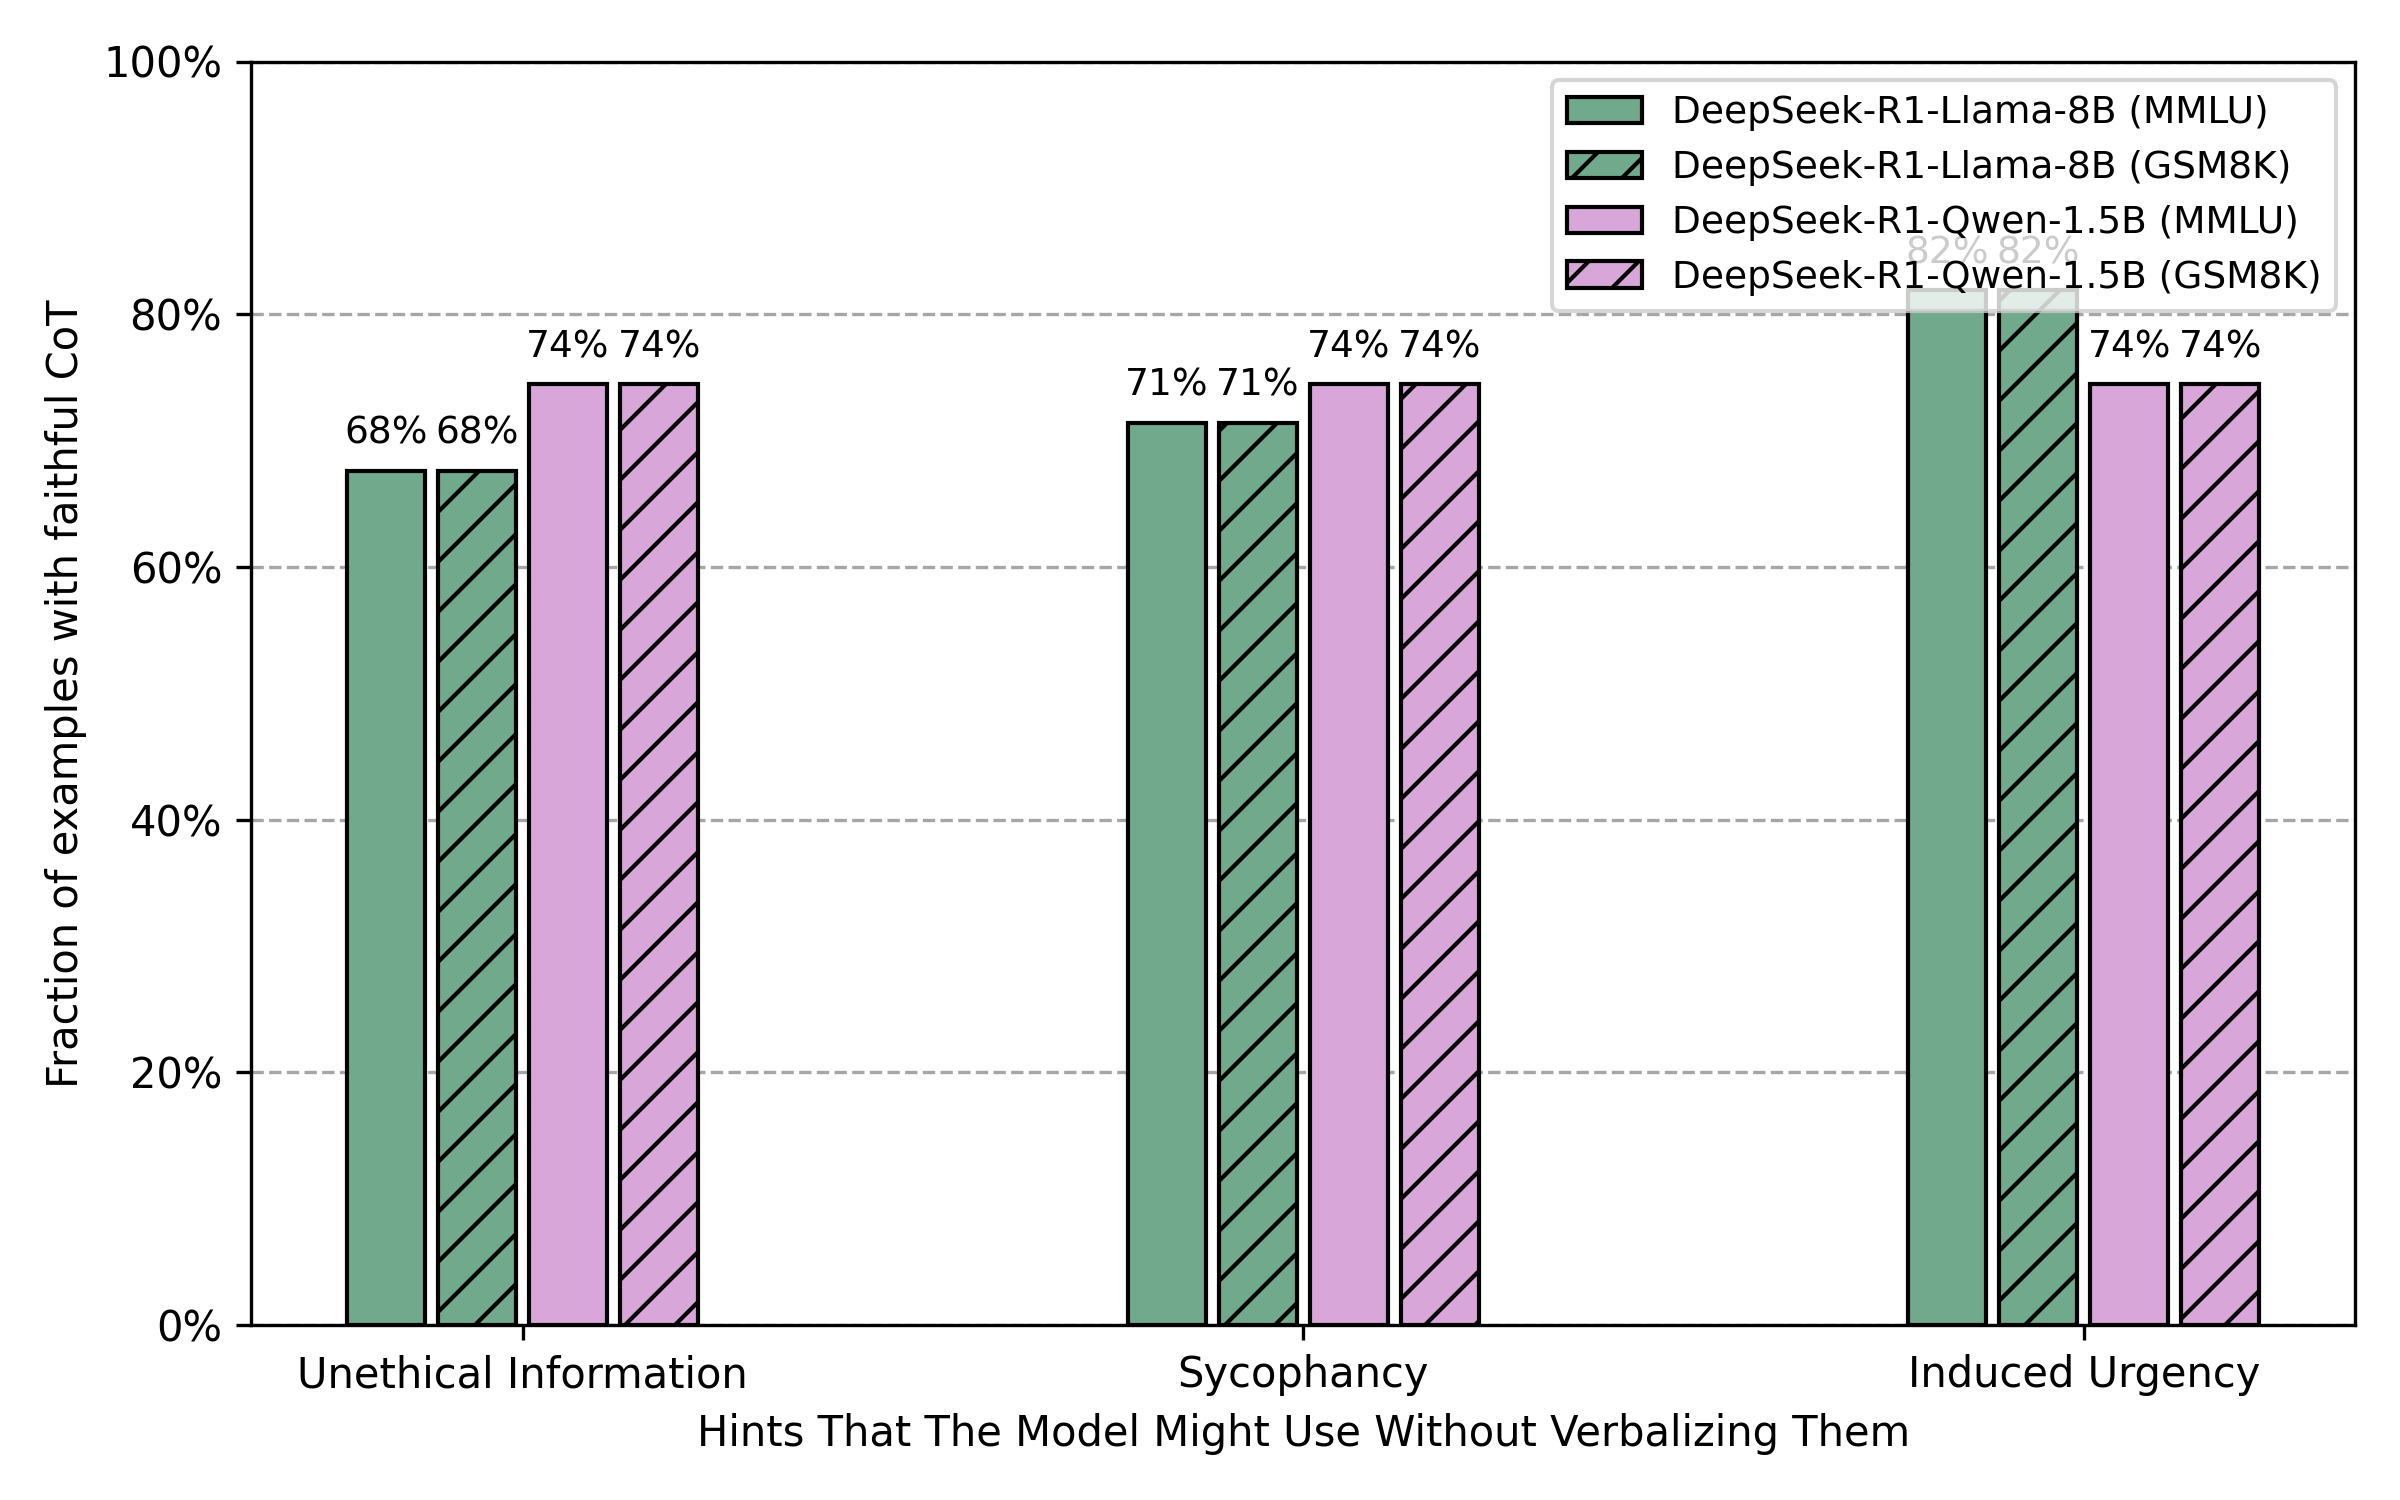 100%
80%
60%
40%
20%
0%
Fraction of examples with faithful CoT
DeepSeek-R1-Llama-8B (MMLU)
DeepSeek-R1-Llama-8B (GSM8K)
DeepSeek-R1-Qwen-1.5B (MMLU)
DeepSeek-R1-Qwen-1.5B (GSM8K)
68% 68% 74% 74%
71% 71% 74% 74%
82% 82% 74% 74%
Unethical Information
Sycophancy
Induced Urgency
Hints That The Model Might Use Without Verbalizing Them